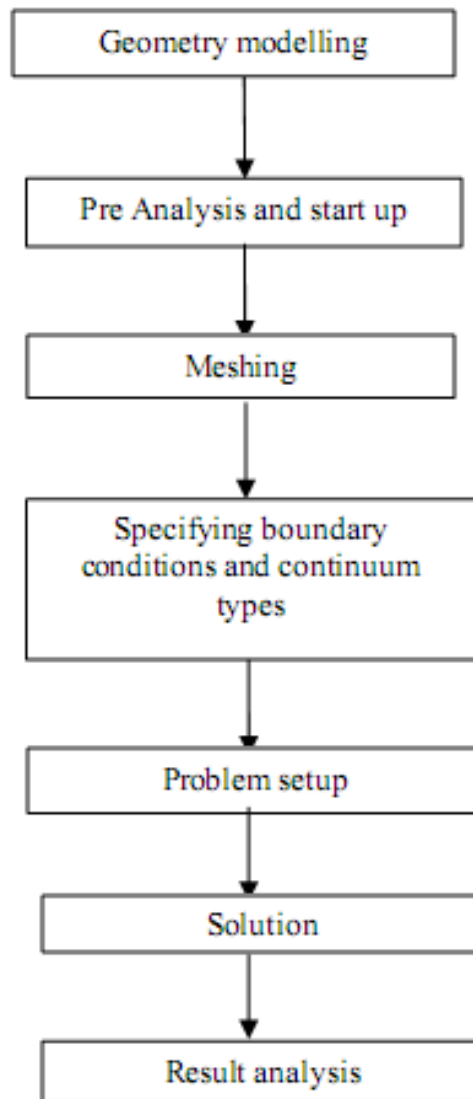 Geometry modelling
Pre Analysis and start up
Meshing
Specifying boundary
conditions and continuum
types
Problem setup
Solution
Result analysis